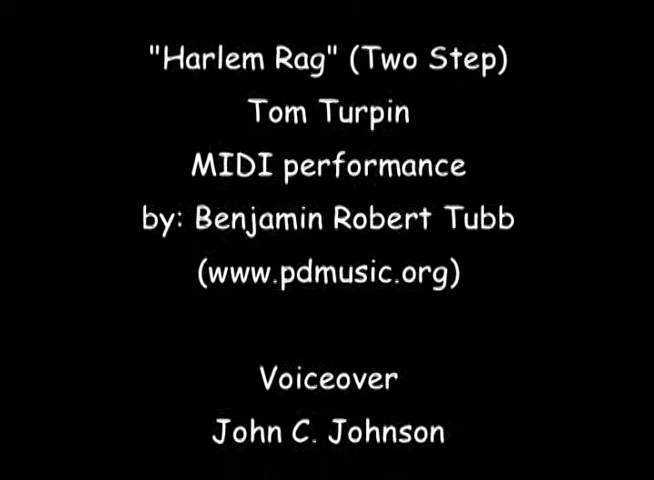 "Harlem Rag" (Two Step)
Tom Turpin
MIDI performance
by: Benjamin Robert Tubb
(www.pdmusic.org)
Voiceover
John C. Johnson